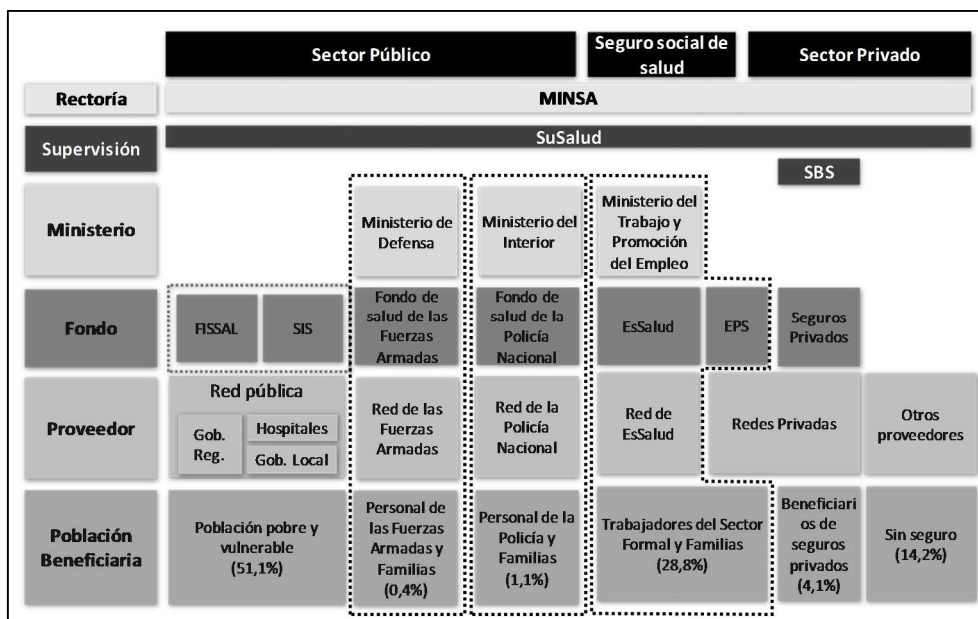 Sector Público
Seguro social de
salud
Sector Privado
Rectoría
MINSA
Supervisión
SuSalud
SBS
Ministerio
Ministerio de
Defensa
Ministerio del
Interior
Ministerio del
Trabajo y
Promoción
del Empleo
Fondo
FISSAL
SIS
Fondo de
salud de las
Fuerzas
Armadas
Fondo de
salud de la
Policía
Nacional
EsSalud
EPS
Seguros
Privados
Proveedor
Red pública
Gob.
Reg.
Hospitales
Gob. Local
Red de las
Fuerzas
Armadas
Red de la
Policía
Nacional
Red de
EsSalud
Redes Privadas
Otros
proveedores
Población
Beneficiaria
Población pobre y
vulnerable
(51,1%)
Personal de
las Fuerzas
Armadas y
Familias
(0,4%)
Personal de la
Policía y
Familias
(1,1%)
Trabajadores del Sector
Formal y Familias
(28,8%)
Beneficiari
os de
seguros
privados
(4,1%)
Sin seguro
(14,2%)